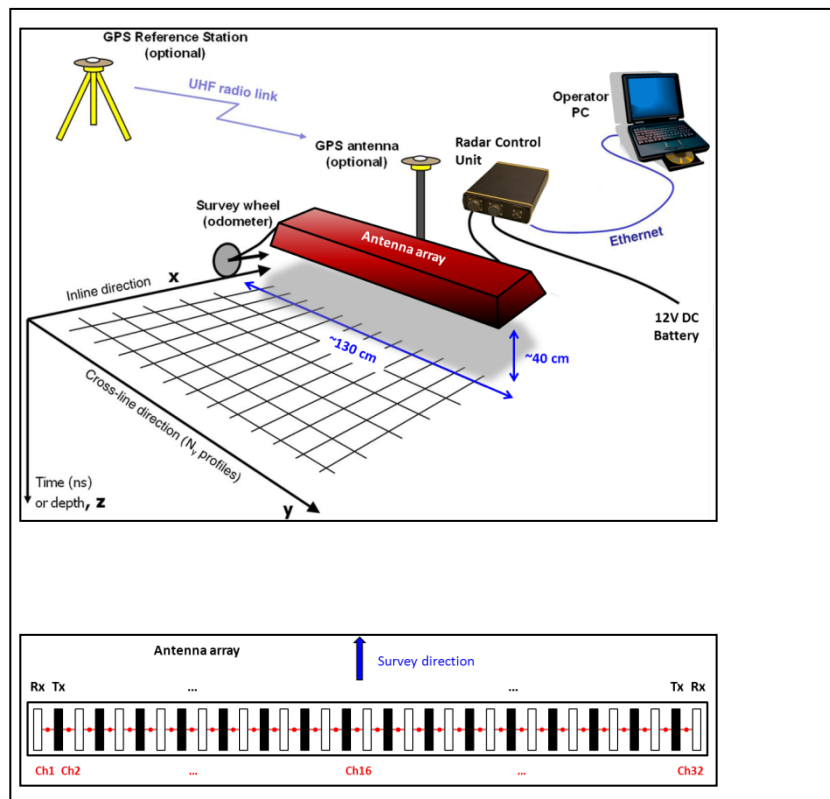 GPS Reference Station
(optional)
UHF radio link
Operator
PC
GPS antenna
(optional)
Radar Control
Unit
Survey wheel
(odometer)
Antenna array
Ethernet
Inline direction
x
12V DC
Battery
~130 cm
~40 cm
Cross-line direction (Ny profiles)
Time (ns)
or depth, z
y
Antenna array
Survey direction
Rx Tx ... ... Tx Rx
Ch1 Ch2 ... Ch16 ... Ch32